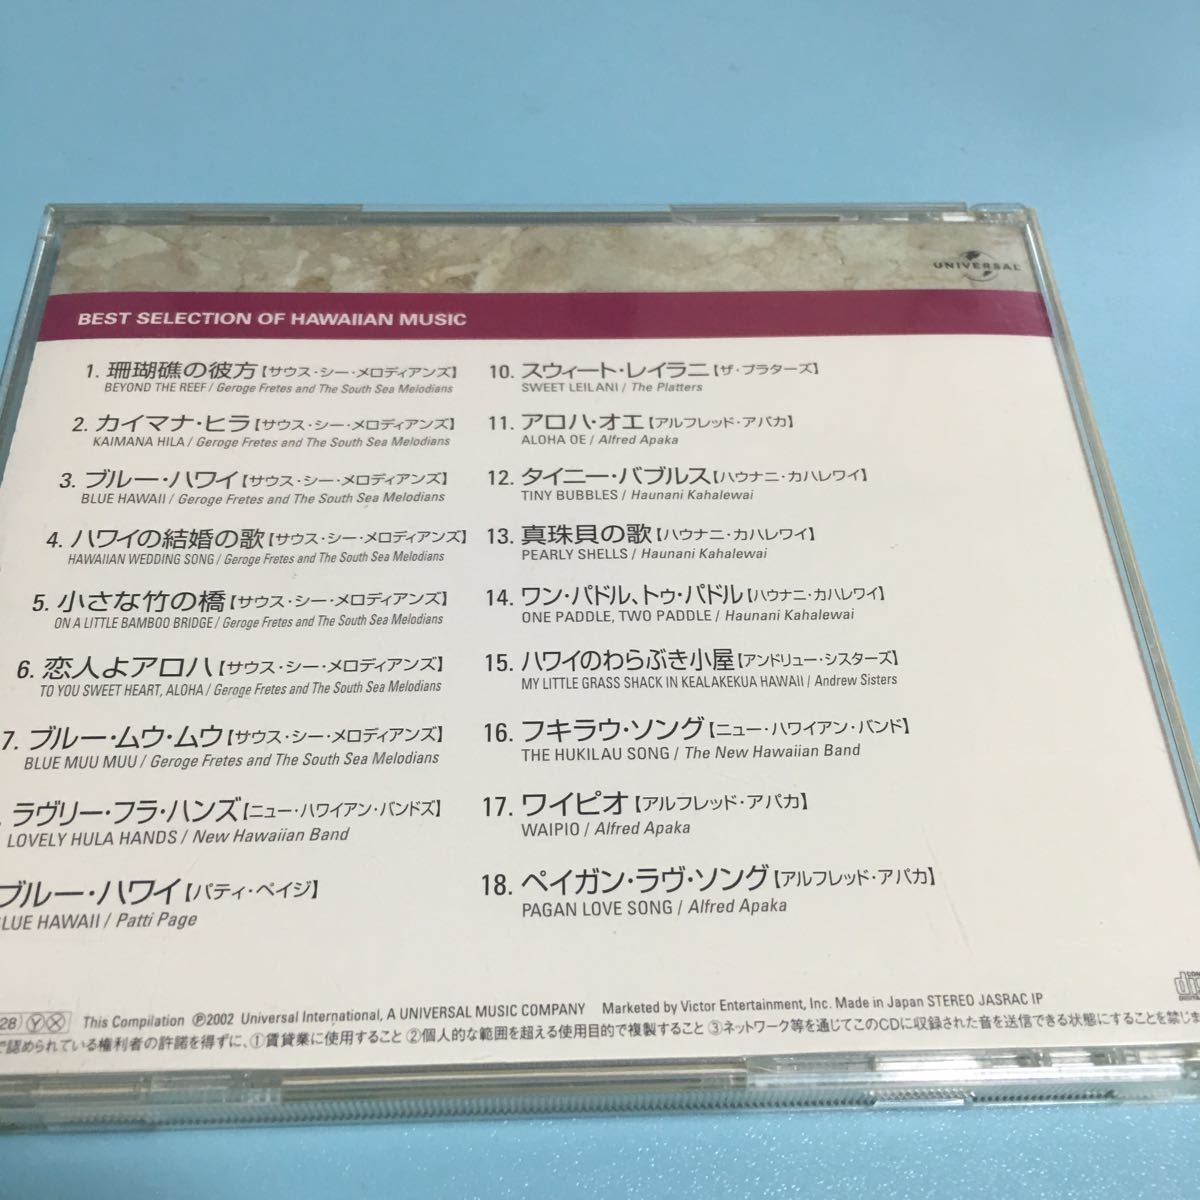 UNIVERSAL
BEST SELECTION OF HAWAIIAN MUSIC
1. 珊瑚礁の彼方【サウス・シー・メロディアンズ】
BEYOND THE REEF / Geroge Fretes and The South Sea Melodians
2. カイマナ・ヒラ【サウス・シー・メロディアンズ】
KAIMANA HILA / Geroge Fretes and The South Sea Melodians
3. ブルー・ハワイ【サウス・シー・メロディアンズ】
BLUE HAWAII / Geroge Fretes and The South Sea Melodians
4. ハワイの結婚の歌【サウス・シー・メロディアンズ】
HAWAIIAN WEDDING SONG / Geroge Fretes and The South Sea Melodians
5. 小さな竹の橋【サウス・シー・メロディアンズ】
ON A LITTLE BAMBOO BRIDGE / Geroge Fretes and The South Sea Melodians
6. 恋人よアロハ【サウス・シー・メロディアンズ】
TO YOU SWEET HEART, ALOHA / Geroge Fretes and The South Sea Melodians
7. ブルー・ムウ・ムウ【サウス・シー・メロディアンズ】
BLUE MUU MUU / Geroge Fretes and The South Sea Melodians
. ラヴリー・フラ・ハンズ【ニュー・ハワイアン・バンドズ】
LOVELY HULA HANDS / New Hawaiian Band
ブルー・ハワイ【パティ・ペイジ】
LUE HAWAII / Patti Page
10. スウィート・レイラニ【ザ・プラターズ】
SWEET LEILANI / The Platters
11. アロハ・オエ【アルフレッド・アパカ】
ALOHA OE / Alfred Apaka
12. タイニー・バブルス【ハウナニ・カハレワイ】
TINY BUBBLES / Haunani Kahalewai
13. 真珠貝の歌【ハウナニ・カハレワイ】
PEARLY SHELLS / Haunani Kahalewai
14. ワン・パドル、トゥ・パドル【ハウナニ・カハレワイ】
ONE PADDLE, TWO PADDLE / Haunani Kahalewai
15. ハワイのわらぶき小屋【アンドリュー・シスターズ】
MY LITTLE GRASS SHACK IN KEALAKEKUA HAWAII / Andrew Sisters
16. フキラウ・ソング【ニュー・ハワイアン・バンド】
THE HUKILAU SONG / The New Hawaiian Band
17. ワイピオ【アルフレッド・アパカ】
WAIPIO / Alfred Apaka
18. ペイガン・ラヴ・ソング【アルフレッド・アパカ】
PAGAN LOVE SONG / Alfred Apaka
28) Ⓨ Ⓧ This Compilation ℗2002 Universal International, A UNIVERSAL MUSIC COMPANY Marketed by Victor Entertainment, Inc. Made in Japan STEREO JASRAC IP
で認められている権利者の許諾を得ずに、①賃貸業に使用すること ②個人的な範囲を超える使用目的で複製すること ③ネットワーク等を通じてこのCDに収録された音を送信できる状態にすることを禁じま